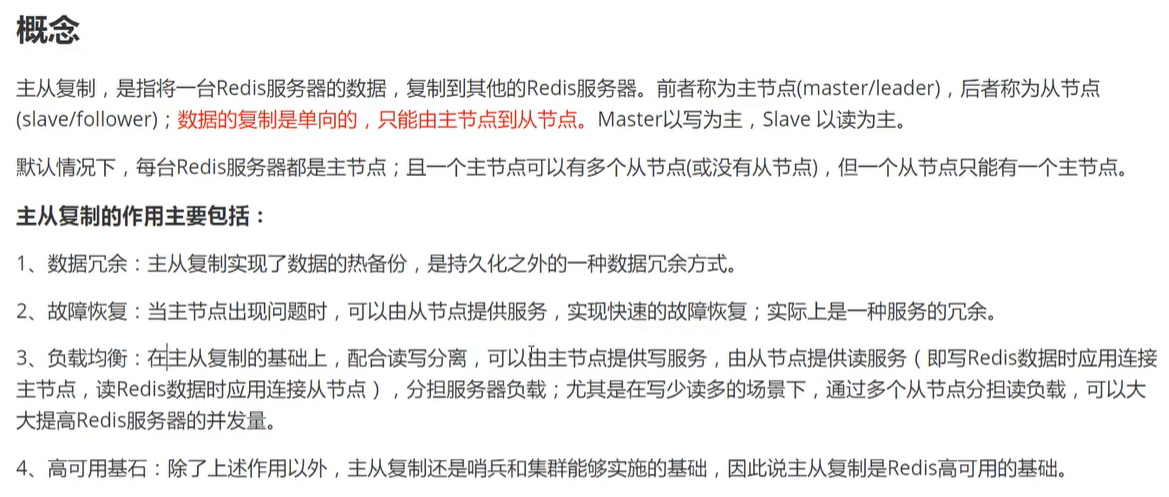 概念
主从复制，是指将一台Redis服务器的数据，复制到其他的Redis服务器。前者称为主节点(master/leader)，后者称为从节点
(slave/follower)；数据的复制是单向的，只能由主节点到从节点。Master以写为主，Slave 以读为主。
默认情况下，每台Redis服务器都是主节点；且一个主节点可以有多个从节点(或没有从节点)，但一个从节点只能有一个主节点。
主从复制的作用主要包括：
1、数据冗余：主从复制实现了数据的热备份，是持久化之外的一种数据冗余方式。
2、故障恢复：当主节点出现问题时，可以由从节点提供服务，实现快速的故障恢复；实际上是一种服务的冗余。
3、负载均衡：在主从复制的基础上，配合读写分离，可以由主节点提供写服务，由从节点提供读服务（即写Redis数据时应用连接
主节点，读Redis数据时应用连接从节点），分担服务器负载；尤其是在写少读多的场景下，通过多个从节点分担读负载，可以大
大提高Redis服务器的并发量。
4、高可用基石：除了上述作用以外，主从复制还是哨兵和集群能够实施的基础，因此说主从复制是Redis高可用的基础。